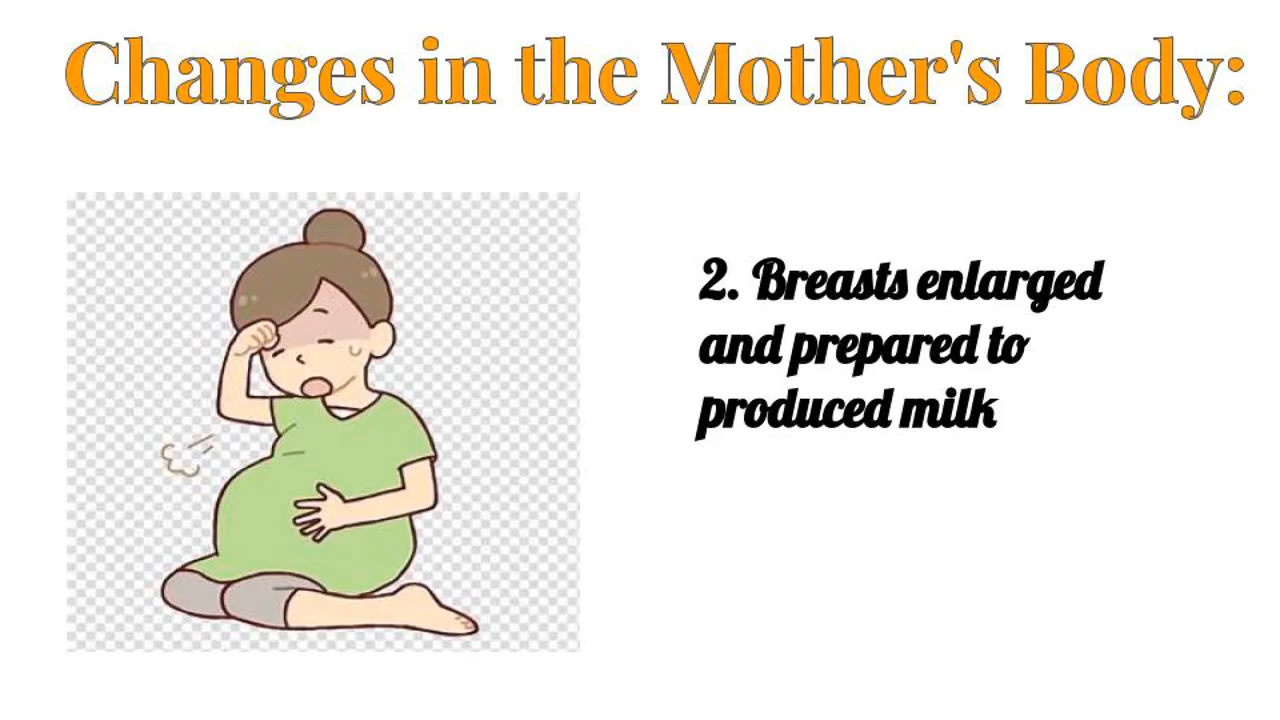 Changes in the Mother's Body:
2. Breasts enlarged
and prepared to
produced milk